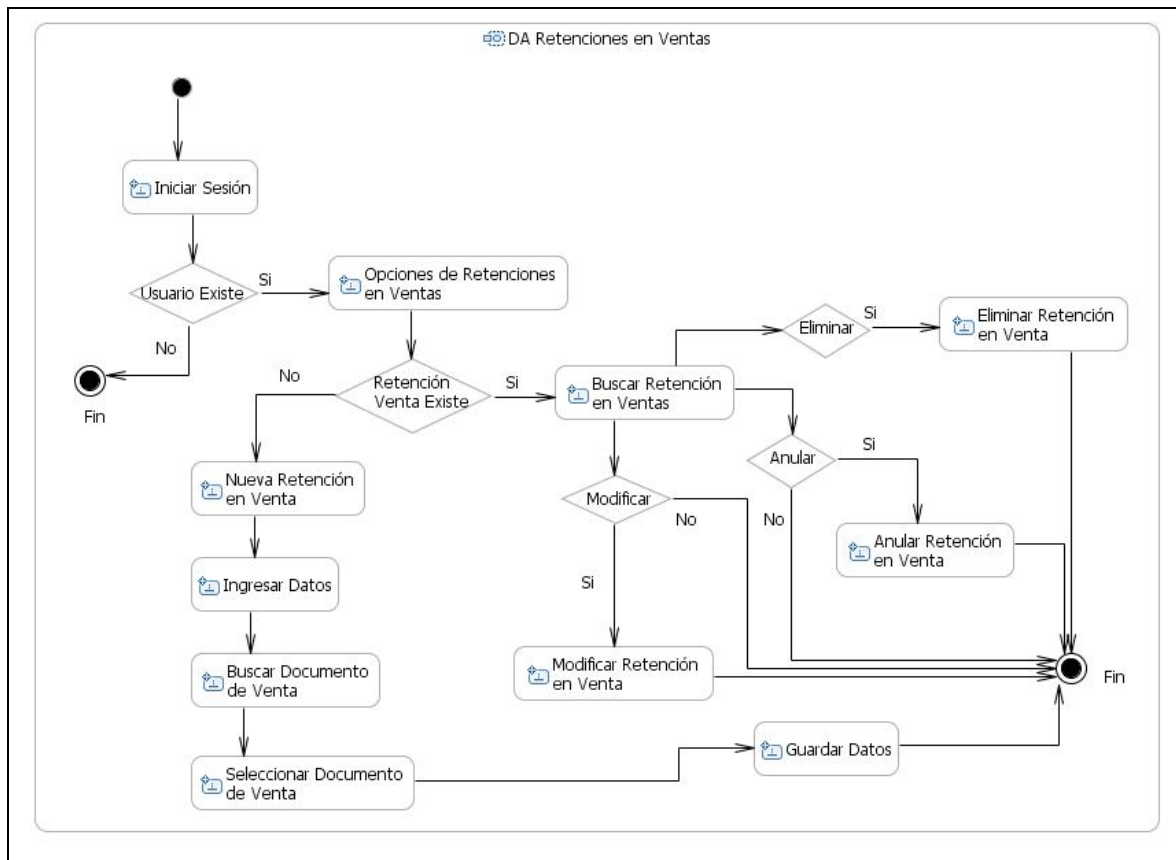 DA Retenciones en Ventas
Iniciar Sesión
Usuario Existe
Si
No
Fin
Opciones de Retenciones
en Ventas
Retención
Venta Existe
No
Si
Buscar Retención
en Ventas
Eliminar
Si
Eliminar Retención
en Venta
Anular
Si
No
Anular Retención
en Venta
Modificar
No
Si
Modificar Retención
en Venta
Nueva Retención
en Venta
Ingresar Datos
Buscar Documento
de Venta
Seleccionar Documento
de Venta
Guardar Datos
Fin